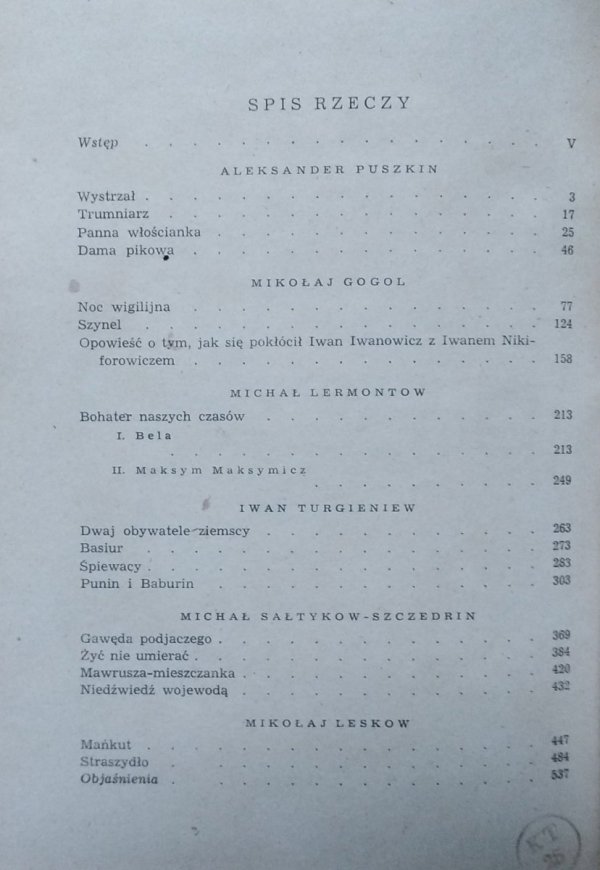 SPIS RZECZY
Wstęp . . . . . . . . . . . . . . . . V
ALEKSANDER PUSZKIN
Wystrzał . . . . . . . . . . . . . . . . 3
Trumniarz . . . . . . . . . . . . . . . 17
Panna włościanka . . . . . . . . . . . . . 25
Dama pikowa . . . . . . . . . . . . . . 46
MIKOŁAJ GOGOL
Noc wigilijna . . . . . . . . . . . . . . 77
Szynel . . . . . . . . . . . . . . . . 124
Opowieść o tym, jak się pokłócił Iwan Iwanowicz z Iwanem Niki-
forowiczem . . . . . . . . . . . . . . 158
MICHAŁ LERMONTOW
Bohater naszych czasów . . . . . . . . . . . 213
I. Bela
. . . . . . . . . . . . . . . 213
II. Maksym Maksymicz
. . . . . . . . . 249
IWAN TURGIENIEW
Dwaj obywatele ziemscy . . . . . . . . . . . 263
Basiur . . . . . . . . . . . . . . . . 273
Śpiewacy . . . . . . . . . . . . . . . 283
Punin i Baburin . . . . . . . . . . . . . 303
MICHAŁ SAŁTYKOW-SZCZEDRIN
Gawęda podjaczego . . . . . . . . . . . . . 369
Żyć nie umierać . . . . . . . . . . . . . . 384
Mawrusza-mieszczanka . . . . . . . . . . . . 420
Niedźwiedź wojewodą . . . . . . . . . . . . 432
MIKOŁAJ LESKOW
Mańkut . . . . . . . . . . . . . . . 447
Straszydło . . . . . . . . . . . . . . . 484
Objaśnienia . . . . . . . . . . . . . . 537
KT